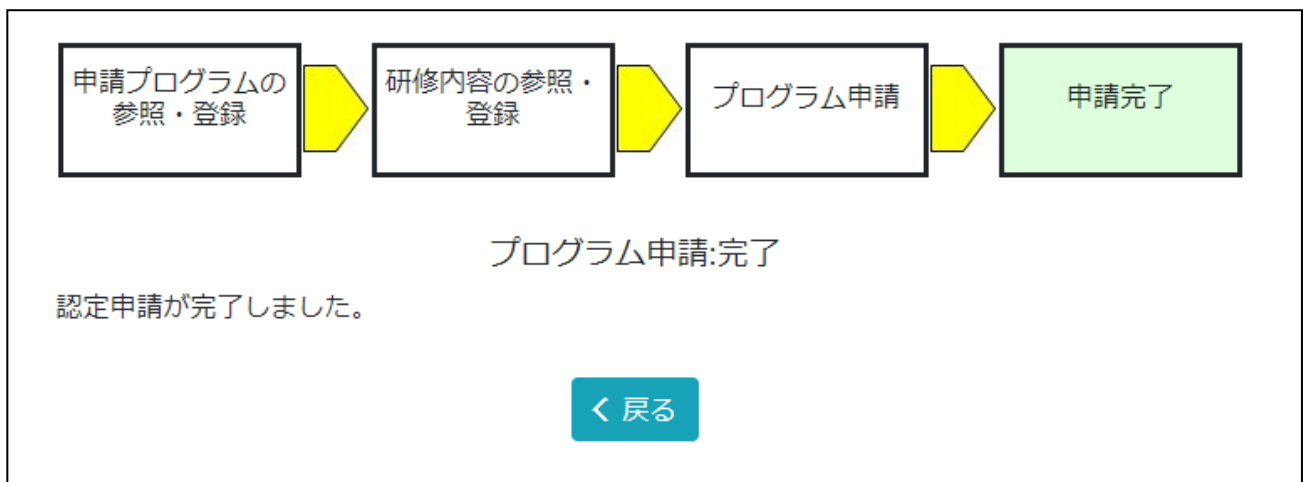 申請プログラムの
参照・登録
研修内容の参照・
登録
プログラム申請
申請完了
プログラム申請:完了
認定申請が完了しました。
戻る